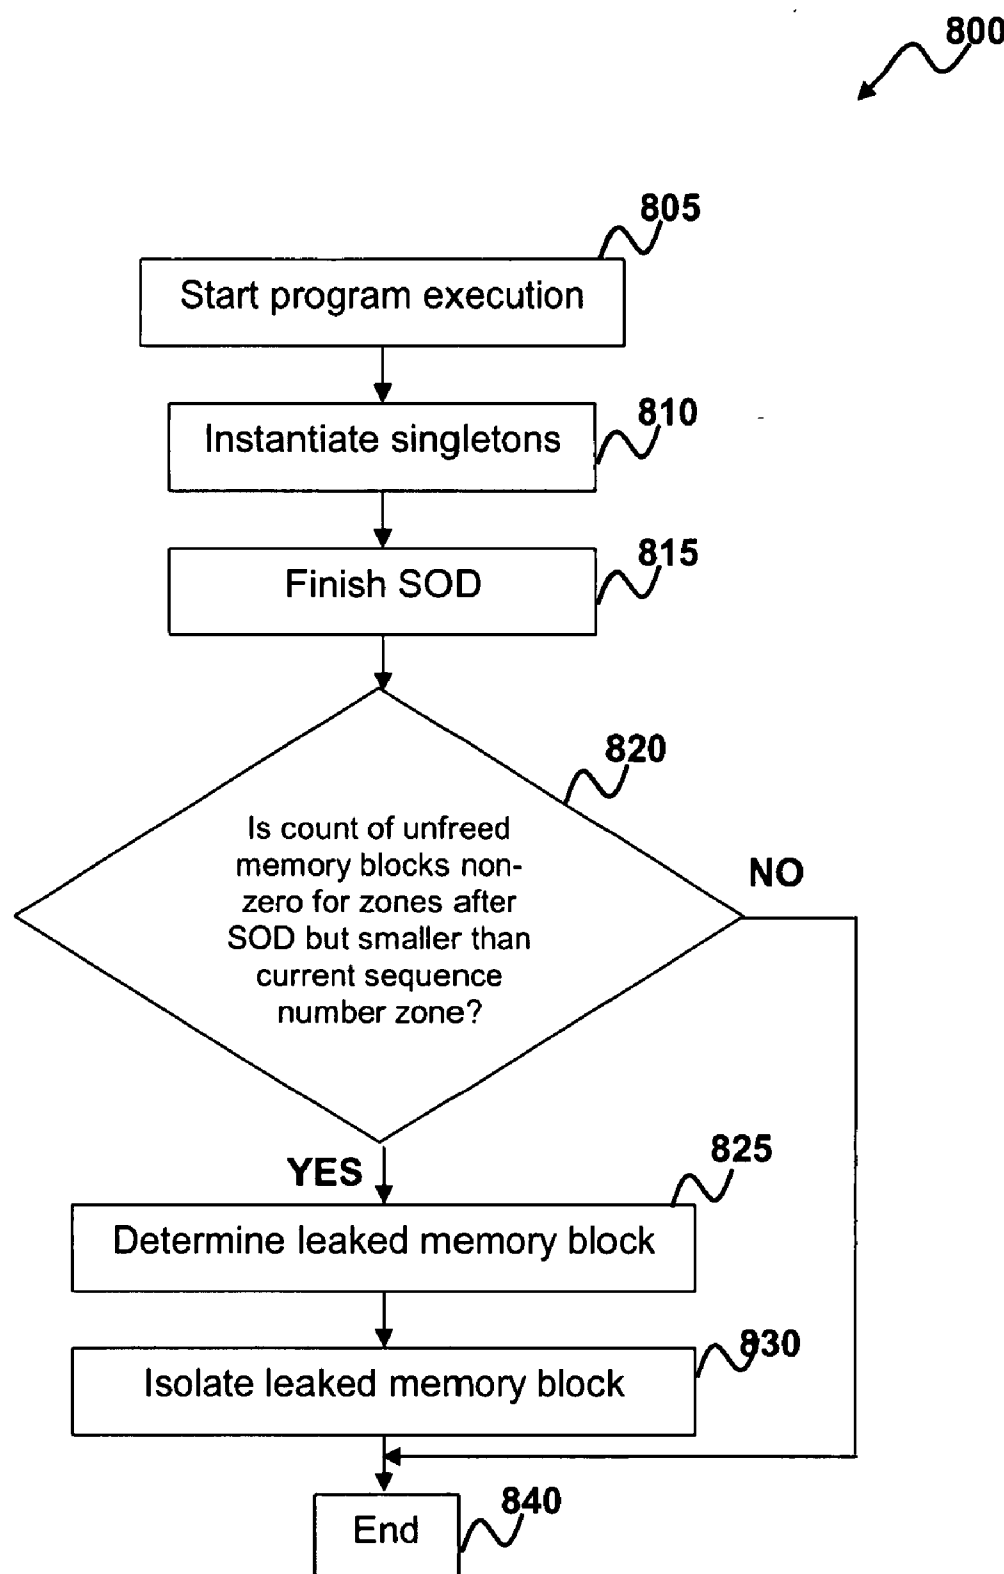 800
805
Start program execution
810
Instantiate singletons
815
Finish SOD
820
Is count of unfreed
memory blocks non-
zero for zones after
SOD but smaller than
current sequence
number zone?
NO
YES
825
Determine leaked memory block
830
Isolate leaked memory block
840
End